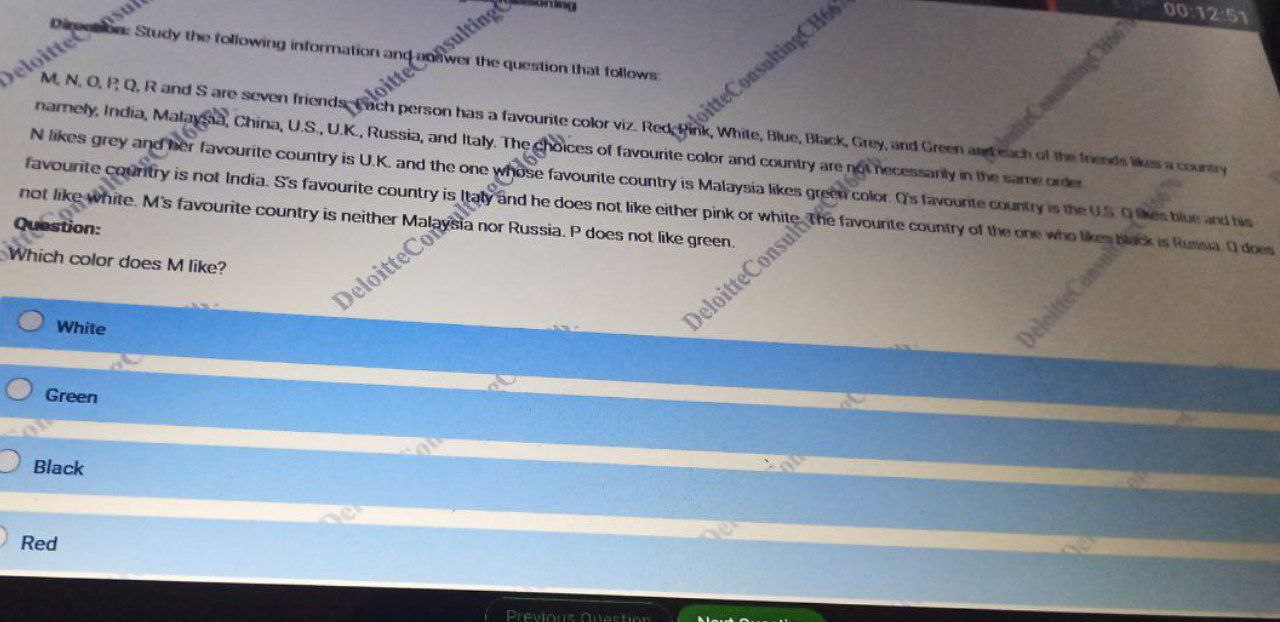 00:12:51
Direction: Study the following information and answer the question that follows:
M, N, O, P, Q, R and S are seven friends, Each person has a favourite color viz. Red, Pink, White, Blue, Black, Grey, and Green and each of the friends likes a country
namely, India, Malaysia, China, U.S., U.K., Russia, and Italy. The choices of favourite color and country are not necessarily in the same order.
N likes grey and her favourite country is U.K. and the one whose favourite country is Malaysia likes green color. Q's favourite country is the U.S. O likes blue and his
favourite country is not India. S's favourite country is Italy and he does not like either pink or white. The favourite country of the one who likes black is Russia. Q does
not like white. M's favourite country is neither Malaysia nor Russia. P does not like green.
Question:
Which color does M like?
White
Green
Black
Red
Previous Question
Next